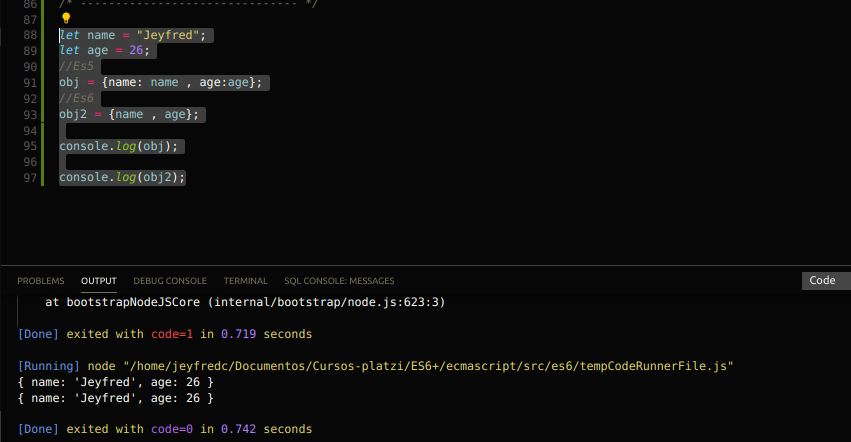 86 /* ------------------------------- */
87
88 let name = "Jeyfred";
89 let age = 26;
90 //Es5
91 obj = {name: name , age:age};
92 //Es6
93 obj2 = {name , age};
94
95 console.log(obj);
96
97 console.log(obj2);
PROBLEMS OUTPUT DEBUG CONSOLE TERMINAL SQL CONSOLE: MESSAGES Code
at bootstrapNodeJSCore (internal/bootstrap/node.js:623:3)
[Done] exited with code=1 in 0.719 seconds
[Running] node "/home/jeyfredc/Documentos/Cursos-platzi/ES6+/ecmascript/src/es6/tempCodeRunnerFile.js"
{ name: 'Jeyfred', age: 26 }
{ name: 'Jeyfred', age: 26 }
[Done] exited with code=0 in 0.742 seconds